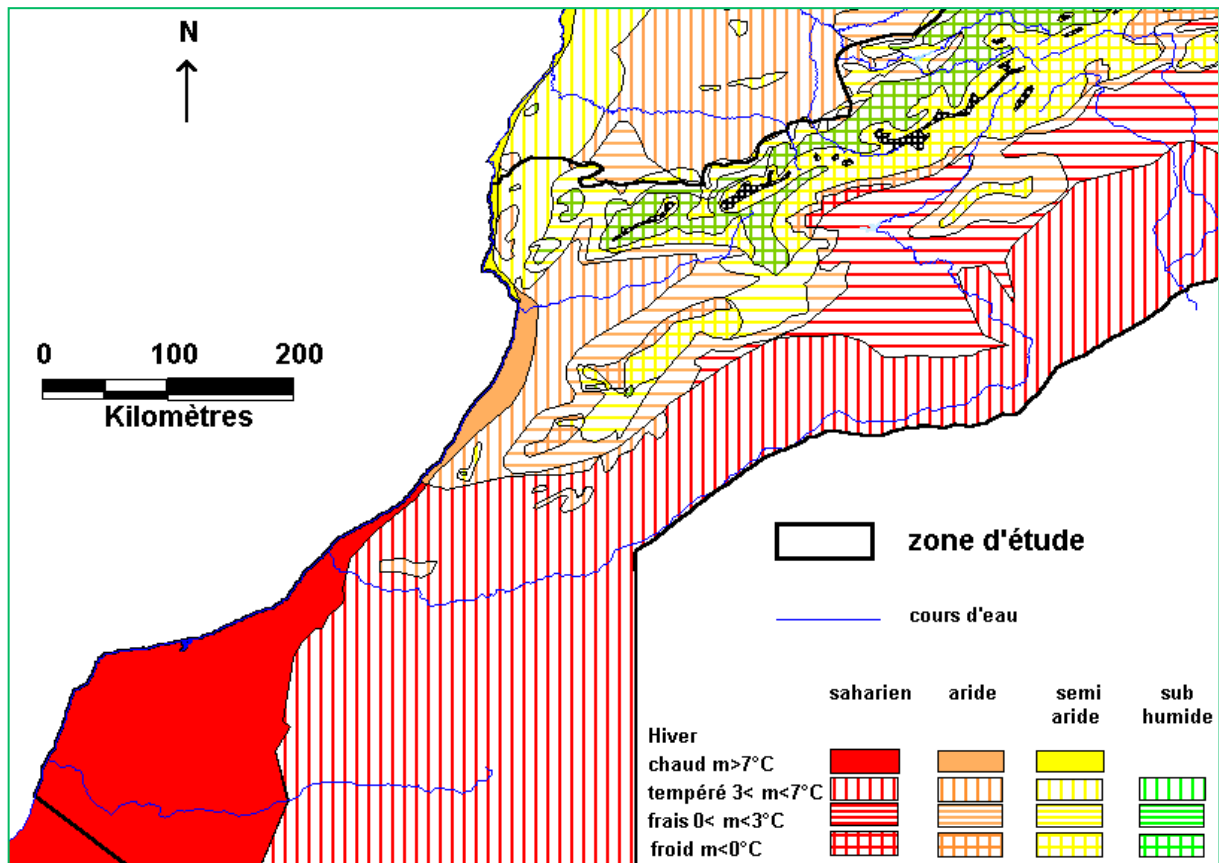 N
0 100 200
Kilomètres
zone d'étude
cours d'eau
saharien aride semi sub
aride humide
Hiver
chaud m>7°C
tempéré 3< m<7°C
frais 0< m<3°C
froid m<0°C